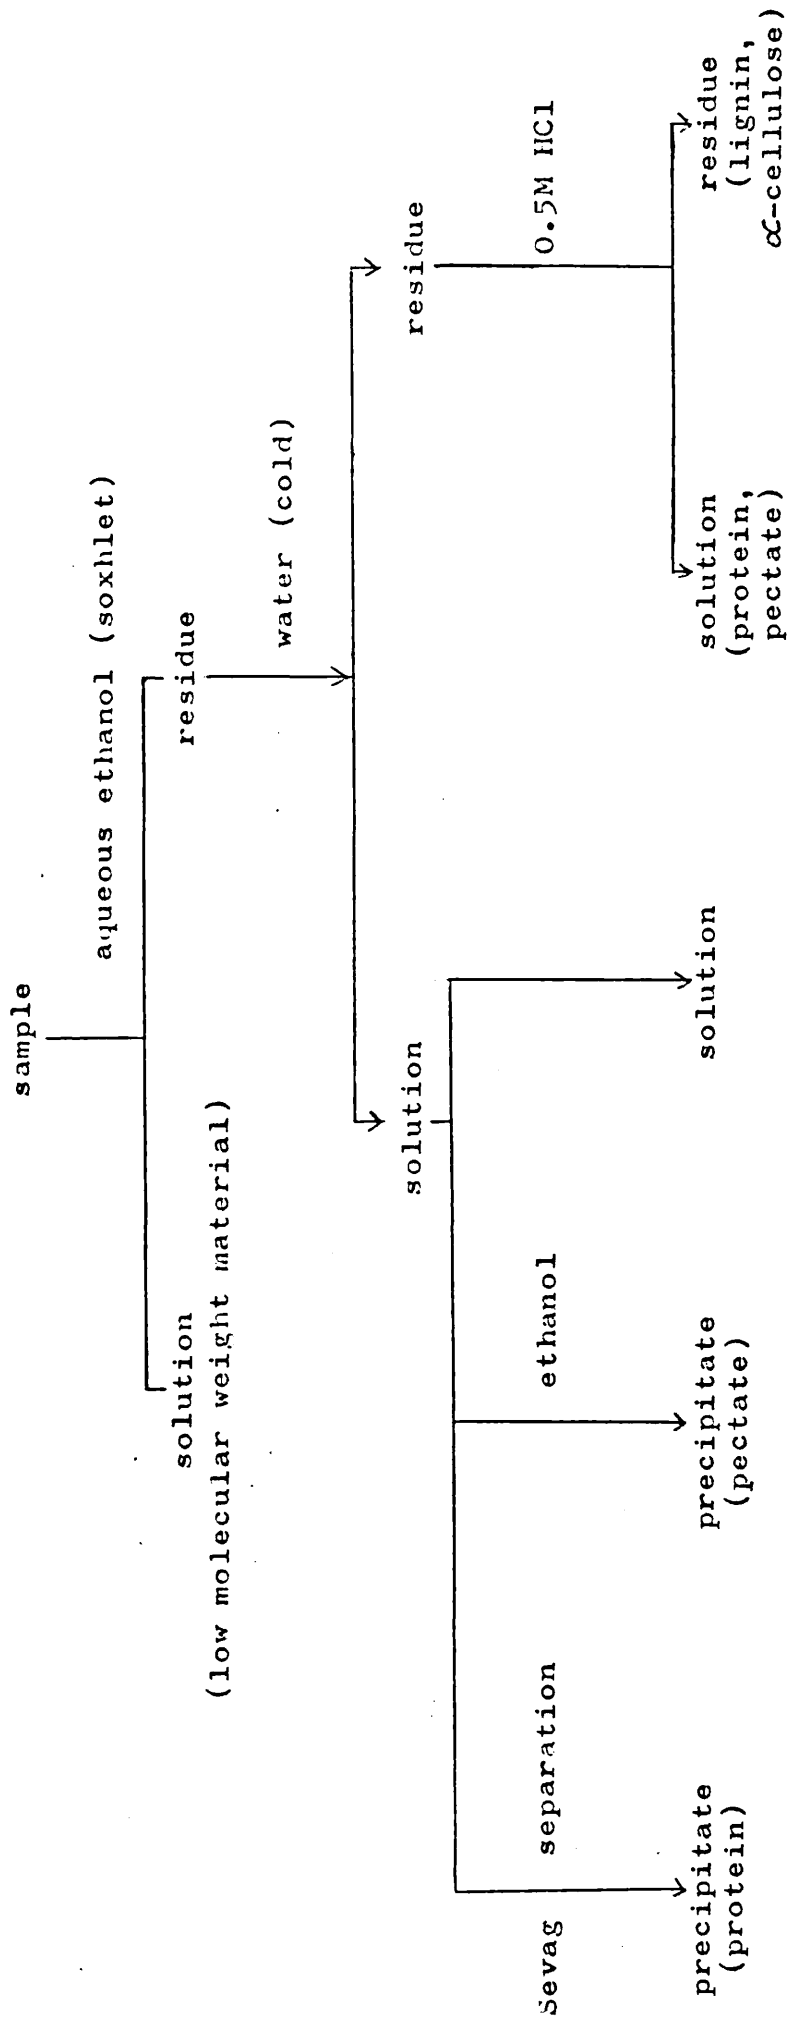 sample
aqueous ethanol (soxhlet)
solution
(low molecular weight material)
residue
water (cold)
solution
residue
Sevag separation
ethanol
0.5M HCl
precipitate
(protein)
precipitate
(pectate)
solution
solution
(protein,
pectate)
residue
(lignin,
α-cellulose)